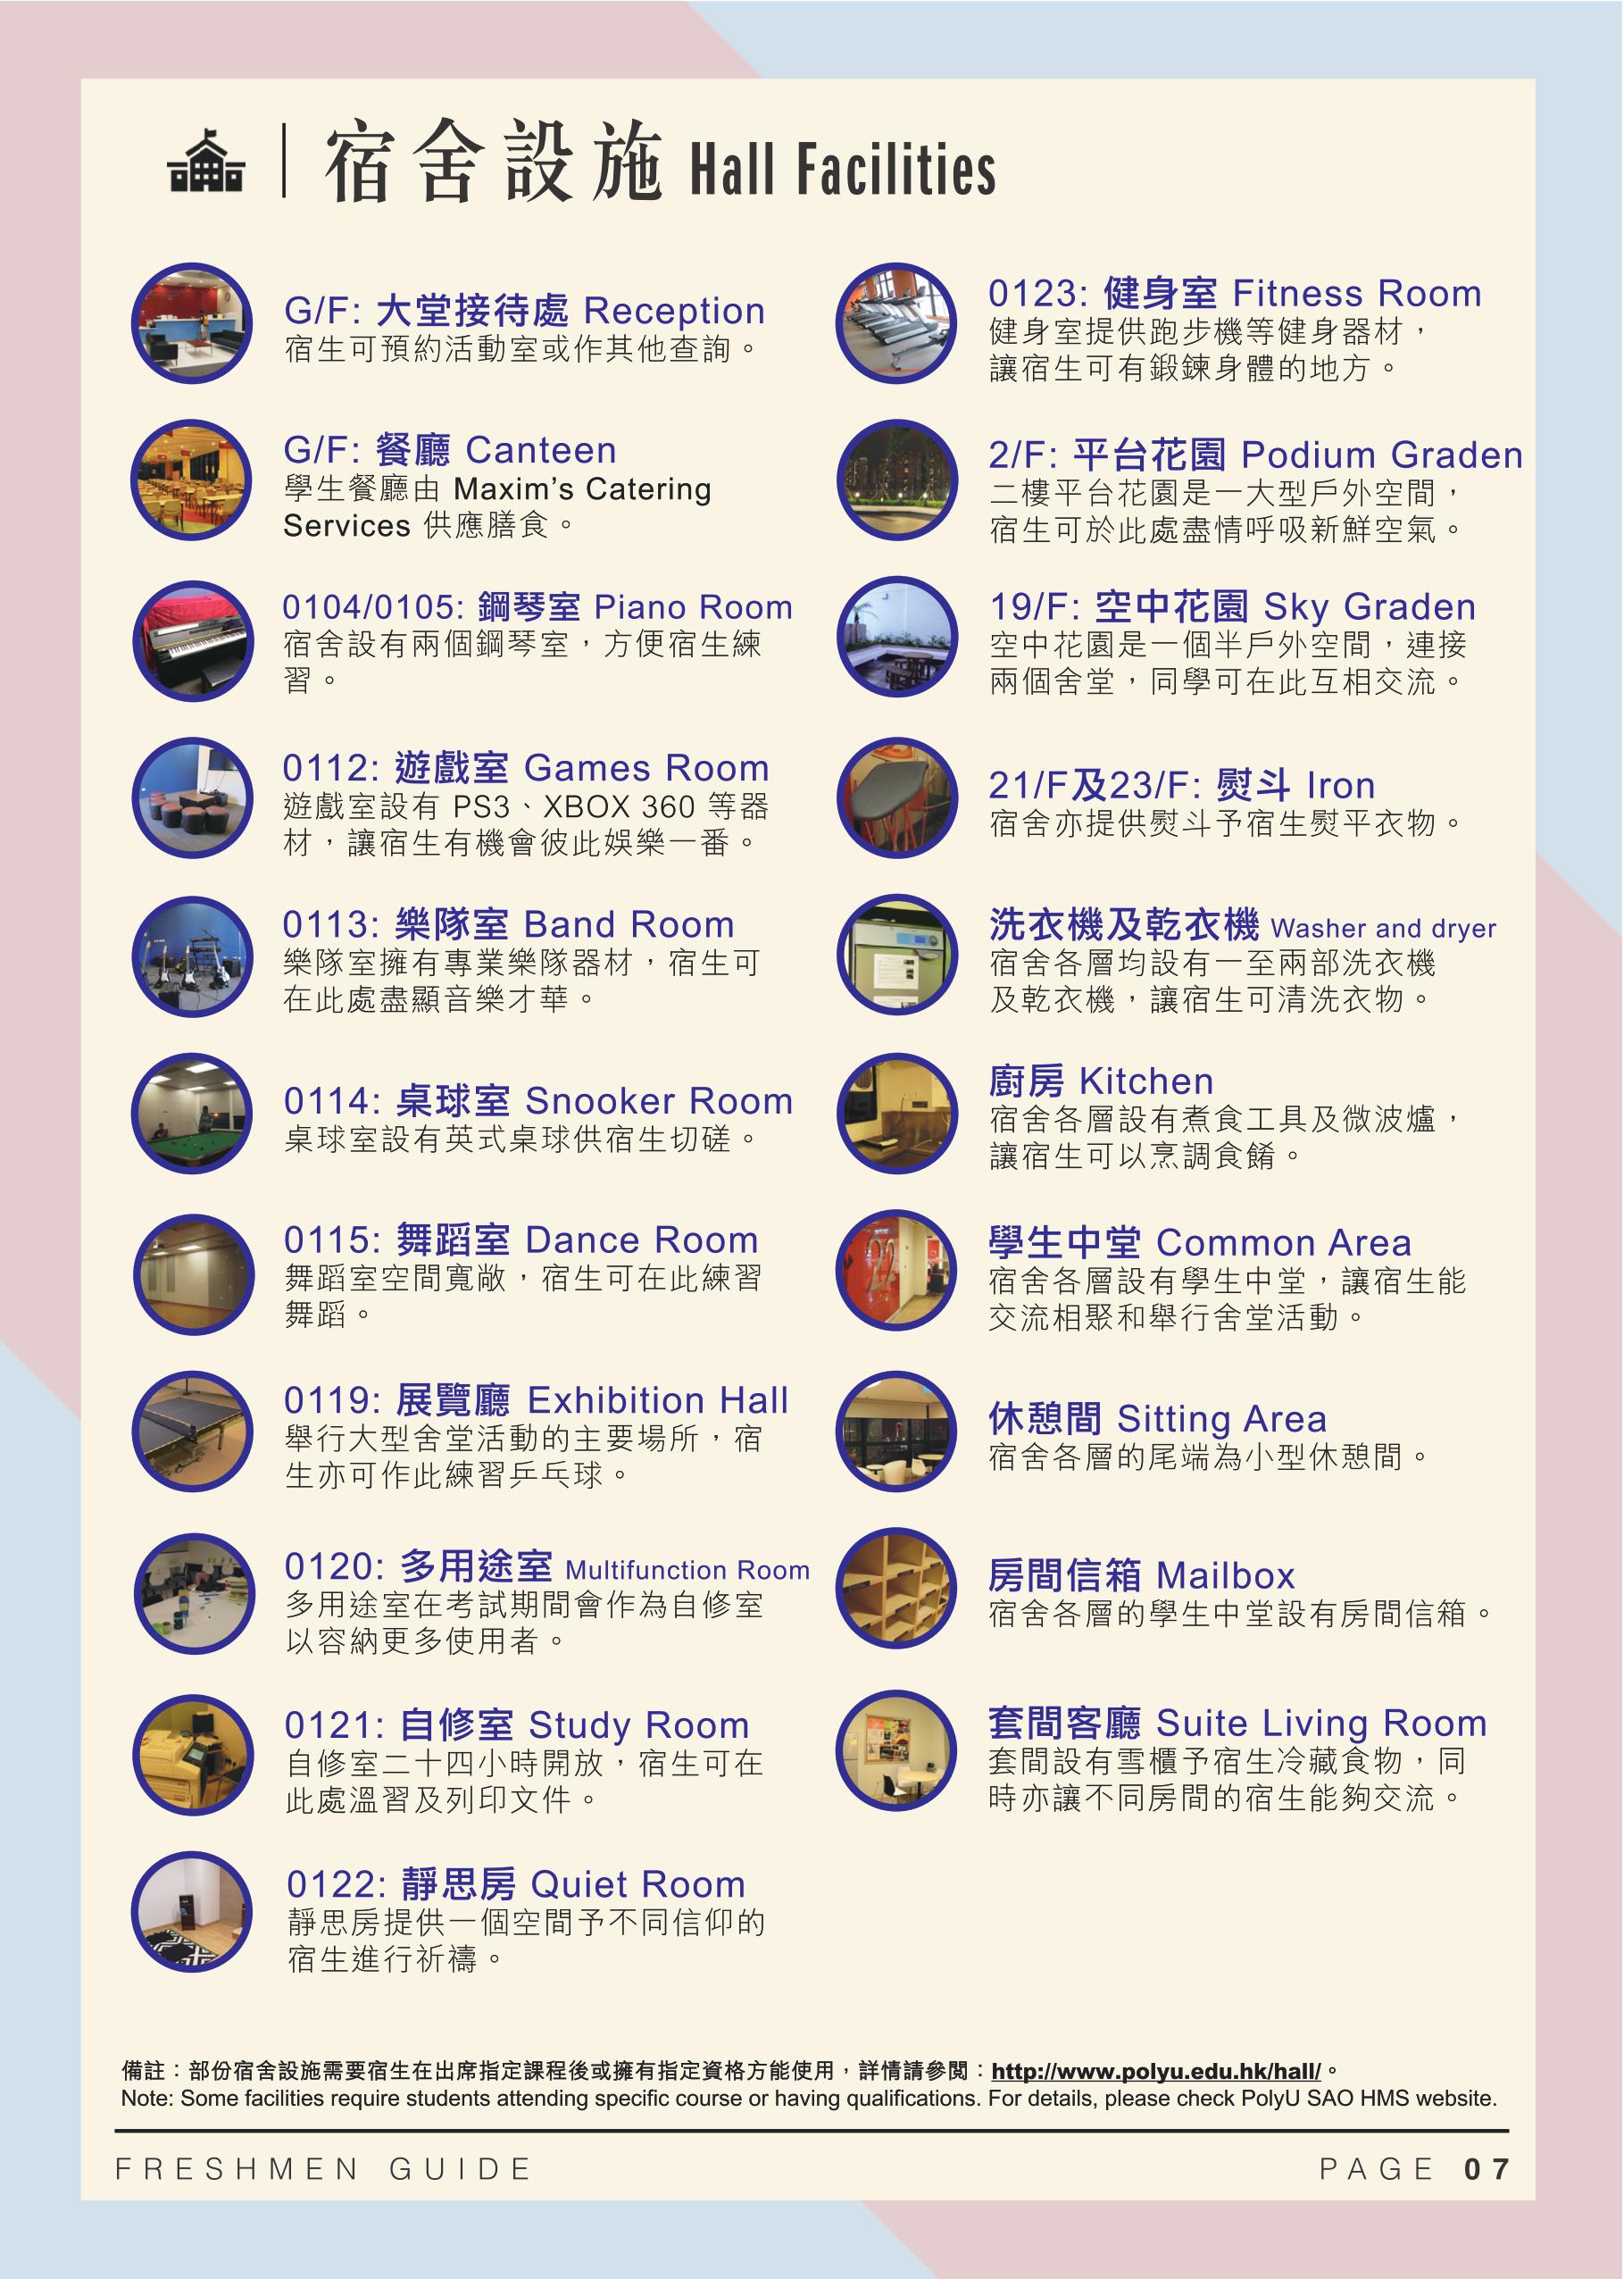 宿舍設施 Hall Facilities
G/F: 大堂接待處 Reception
宿生可預約活動室或作其他查詢。
G/F: 餐廳 Canteen
學生餐廳由 Maxim’s Catering
Services 供應膳食。
0104/0105: 鋼琴室 Piano Room
宿舍設有兩個鋼琴室，方便宿生練
習。
0112: 遊戲室 Games Room
遊戲室設有 PS3、XBOX 360 等器
材，讓宿生有機會彼此娛樂一番。
0113: 樂隊室 Band Room
樂隊室擁有專業樂隊器材，宿生可
在此處盡顯音樂才華。
0114: 桌球室 Snooker Room
桌球室設有英式桌球供宿生切磋。
0115: 舞蹈室 Dance Room
舞蹈室空間寬敞，宿生可在此練習
舞蹈。
0119: 展覽廳 Exhibition Hall
舉行大型舍堂活動的主要場所，宿
生亦可作此練習乒乓球。
0120: 多用途室 Multifunction Room
多用途室在考試期間會作為自修室
以容納更多使用者。
0121: 自修室 Study Room
自修室二十四小時開放，宿生可在
此處溫習及列印文件。
0122: 靜思房 Quiet Room
靜思房提供一個空間予不同信仰的
宿生進行祈禱。
0123: 健身室 Fitness Room
健身室提供跑步機等健身器材，
讓宿生可有鍛鍊身體的地方。
2/F: 平台花園 Podium Graden
二樓平台花園是一大型戶外空間，
宿生可於此處盡情呼吸新鮮空氣。
19/F: 空中花園 Sky Graden
空中花園是一個半戶外空間，連接
兩個舍堂，同學可在此互相交流。
21/F及23/F: 熨斗 Iron
宿舍亦提供熨斗予宿生熨平衣物。
洗衣機及乾衣機 Washer and dryer
宿舍各層均設有一至兩部洗衣機
及乾衣機，讓宿生可清洗衣物。
廚房 Kitchen
宿舍各層設有煮食工具及微波爐，
讓宿生可以烹調食餚。
學生中堂 Common Area
宿舍各層設有學生中堂，讓宿生能
交流相聚和舉行舍堂活動。
22
休憩間 Sitting Area
宿舍各層的尾端為小型休憩間。
房間信箱 Mailbox
宿舍各層的學生中堂設有房間信箱。
套間客廳 Suite Living Room
套間設有雪櫃予宿生冷藏食物，同
時亦讓不同房間的宿生能夠交流。
備註：部份宿舍設施需要宿生在出席指定課程後或擁有指定資格方能使用，詳情請參閱：http://www.polyu.edu.hk/hall/。
Note: Some facilities require students attending specific course or having qualifications. For details, please check PolyU SAO HMS website.
FRESHMEN GUIDE
PAGE 07